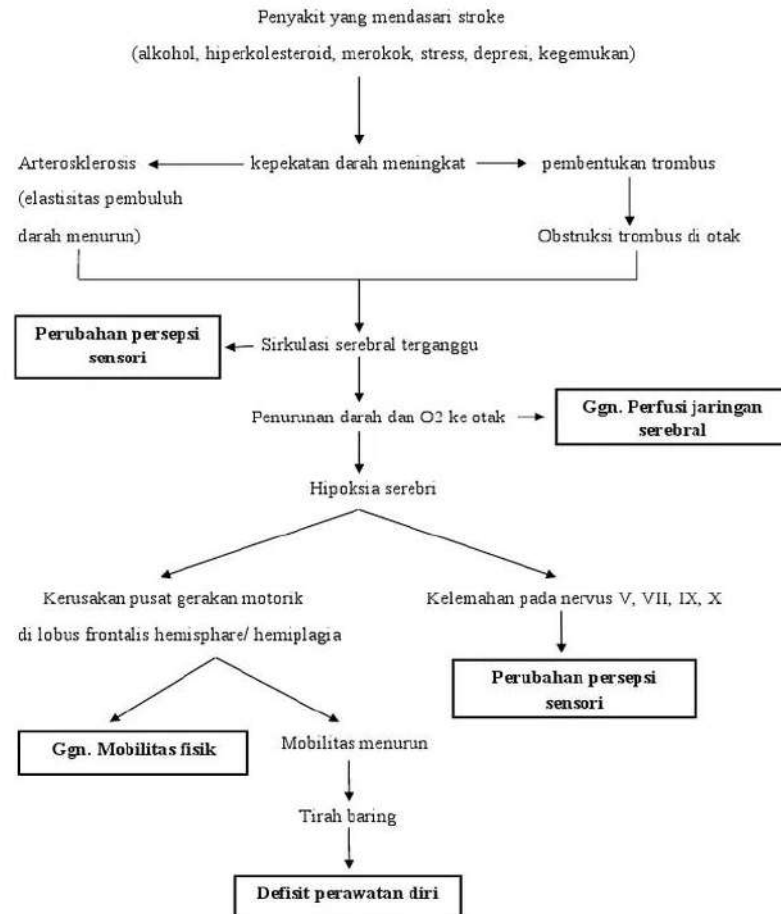 Penyakit yang mendasari stroke
(alkohol, hiperkolesteroid, merokok, stress, depresi, kegemukan)
Arterosklerosis
kepekatan darah meningkat
pembentukan trombus
(elastisitas pembuluh
darah menurun)
Obstruksi trombus di otak
Perubahan persepsi
sensori
Sirkulasi serebral terganggu
Penurunan darah dan O2 ke otak
Ggn. Perfusi jaringan
serebral
Hipoksia serebri
Kerusakan pusat gerakan motorik
di lobus frontalis hemisphare/ hemiplagia
Kelemahan pada nervus V, VII, IX, X
Perubahan persepsi
sensori
Ggn. Mobilitas fisik
Mobilitas menurun
Tirah baring
Defisit perawatan diri